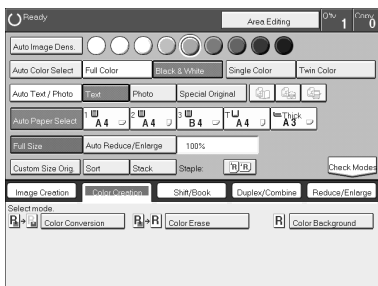 Ready Area Editing Qty 1 Copy 0
Auto Image Dens.
Auto Color Select Full Color Black & White Single Color Twin Color
Auto Text / Photo Text Photo Special Original
Auto Paper Select 1 A4 2 A4 3 B4 T A4 Thick A3
Full Size Auto Reduce/Enlarge 100%
Custom Size Orig. Sort Stack Staple: R R Check Modes
Image Creation Color Creation Shift/Book Duplex/Combine Reduce/Enlarge
Select mode.
R R Color Conversion R R Color Erase R Color Background